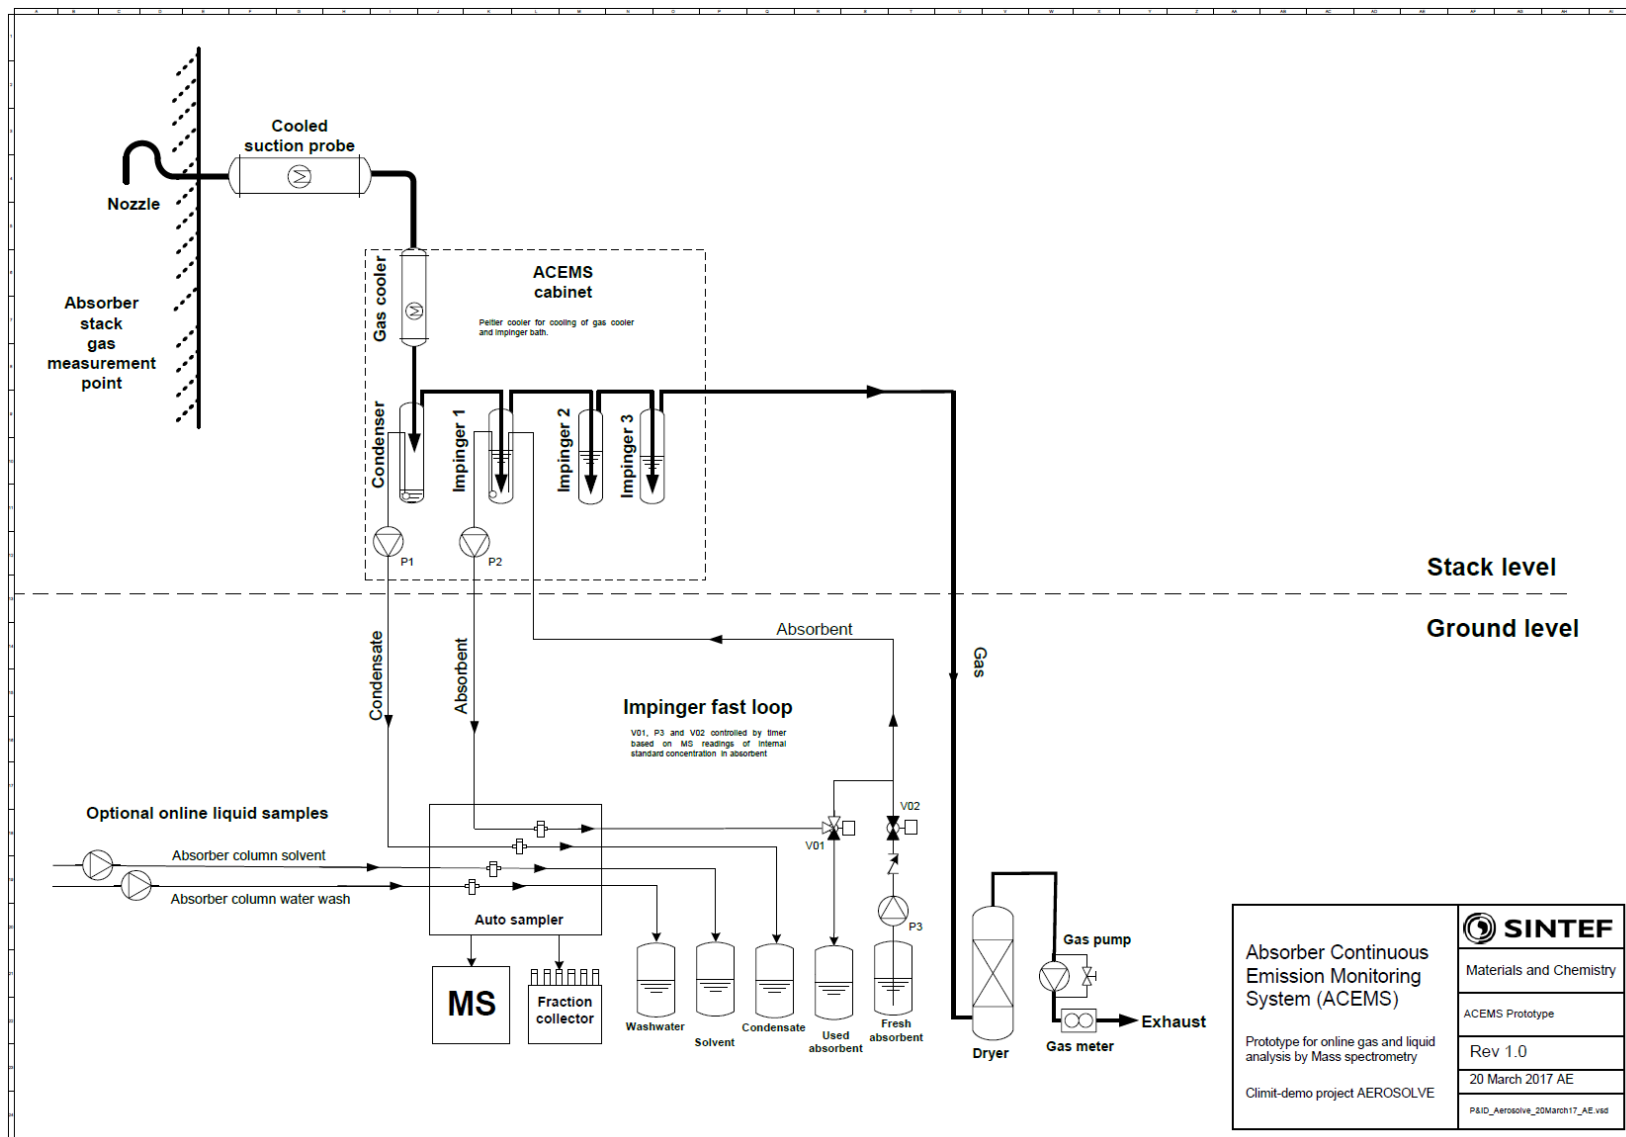 Cooled
suction probe
Nozzle
Absorber
stack
gas
measurement
point
Gas cooler
ACEMS
cabinet
Peltier cooler for cooling of gas cooler
and impinger bath.
Condenser
Impinger 1
Impinger 2
Impinger 3
P1
P2
Stack level
Ground level
Condensate
Absorbent
Absorbent
Gas
Impinger fast loop
V01, P3 and V02 controlled by timer
based on MS readings of internal
standard concentration in absorbent
Optional online liquid samples
Absorber column solvent
Absorber column water wash
V02
V01
P3
Auto sampler
MS
Fraction
collector
Washwater
Solvent
Condensate
Used
absorbent
Fresh
absorbent
Dryer
Gas pump
Gas meter
Exhaust
Absorber Continuous
Emission Monitoring
System (ACEMS)
Prototype for online gas and liquid
analysis by Mass spectrometry
Climit-demo project AEROSOLVE
SINTEF
Materials and Chemistry
ACEMS Prototype
Rev 1.0
20 March 2017 AE
P&ID_Aerosolve_20March17_AE.vsd